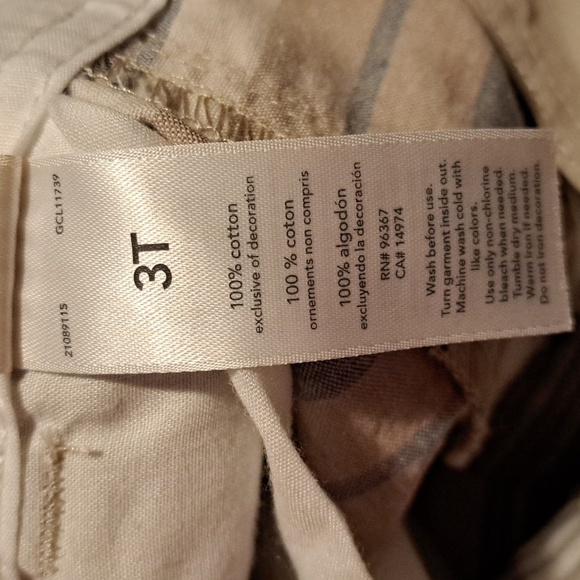 GCL11739
21089115
3T
100% cotton
exclusive of decoration
100 % coton
ornements non compris
100% algodón
excluyendo la decoración
RN# 96367
CA# 14974
Wash before use.
Turn garment inside out.
Machine wash cold with
like colors.
Use only non-chlorine
bleach when needed.
Tumble dry medium.
Warm iron if needed.
Do not iron decoration.